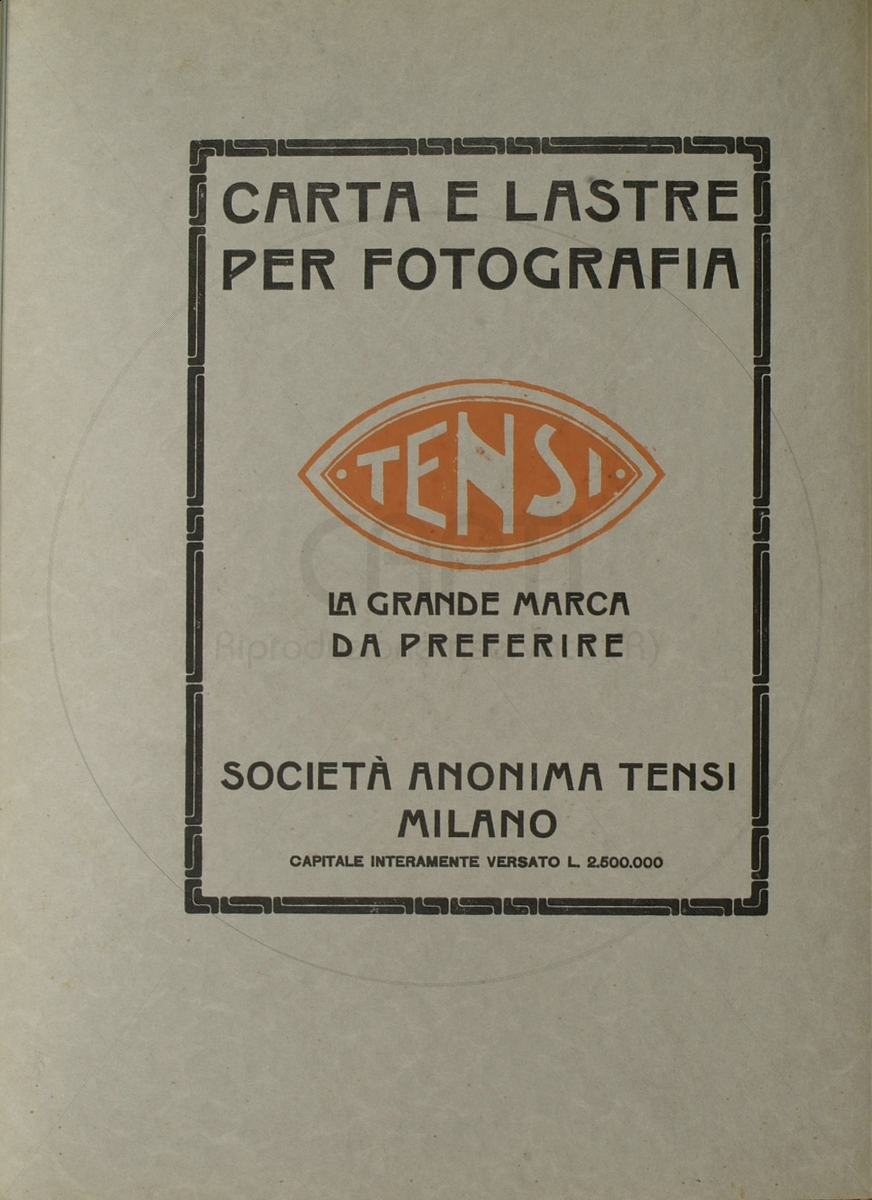 CARTA E LASTRE
PER FOTOGRAFIA
TENSI
LA GRANDE MARCA
DA PREFERIRE
SOCIETÀ ANONIMA TENSI
MILANO
CAPITALE INTERAMENTE VERSATO L. 2.500.000